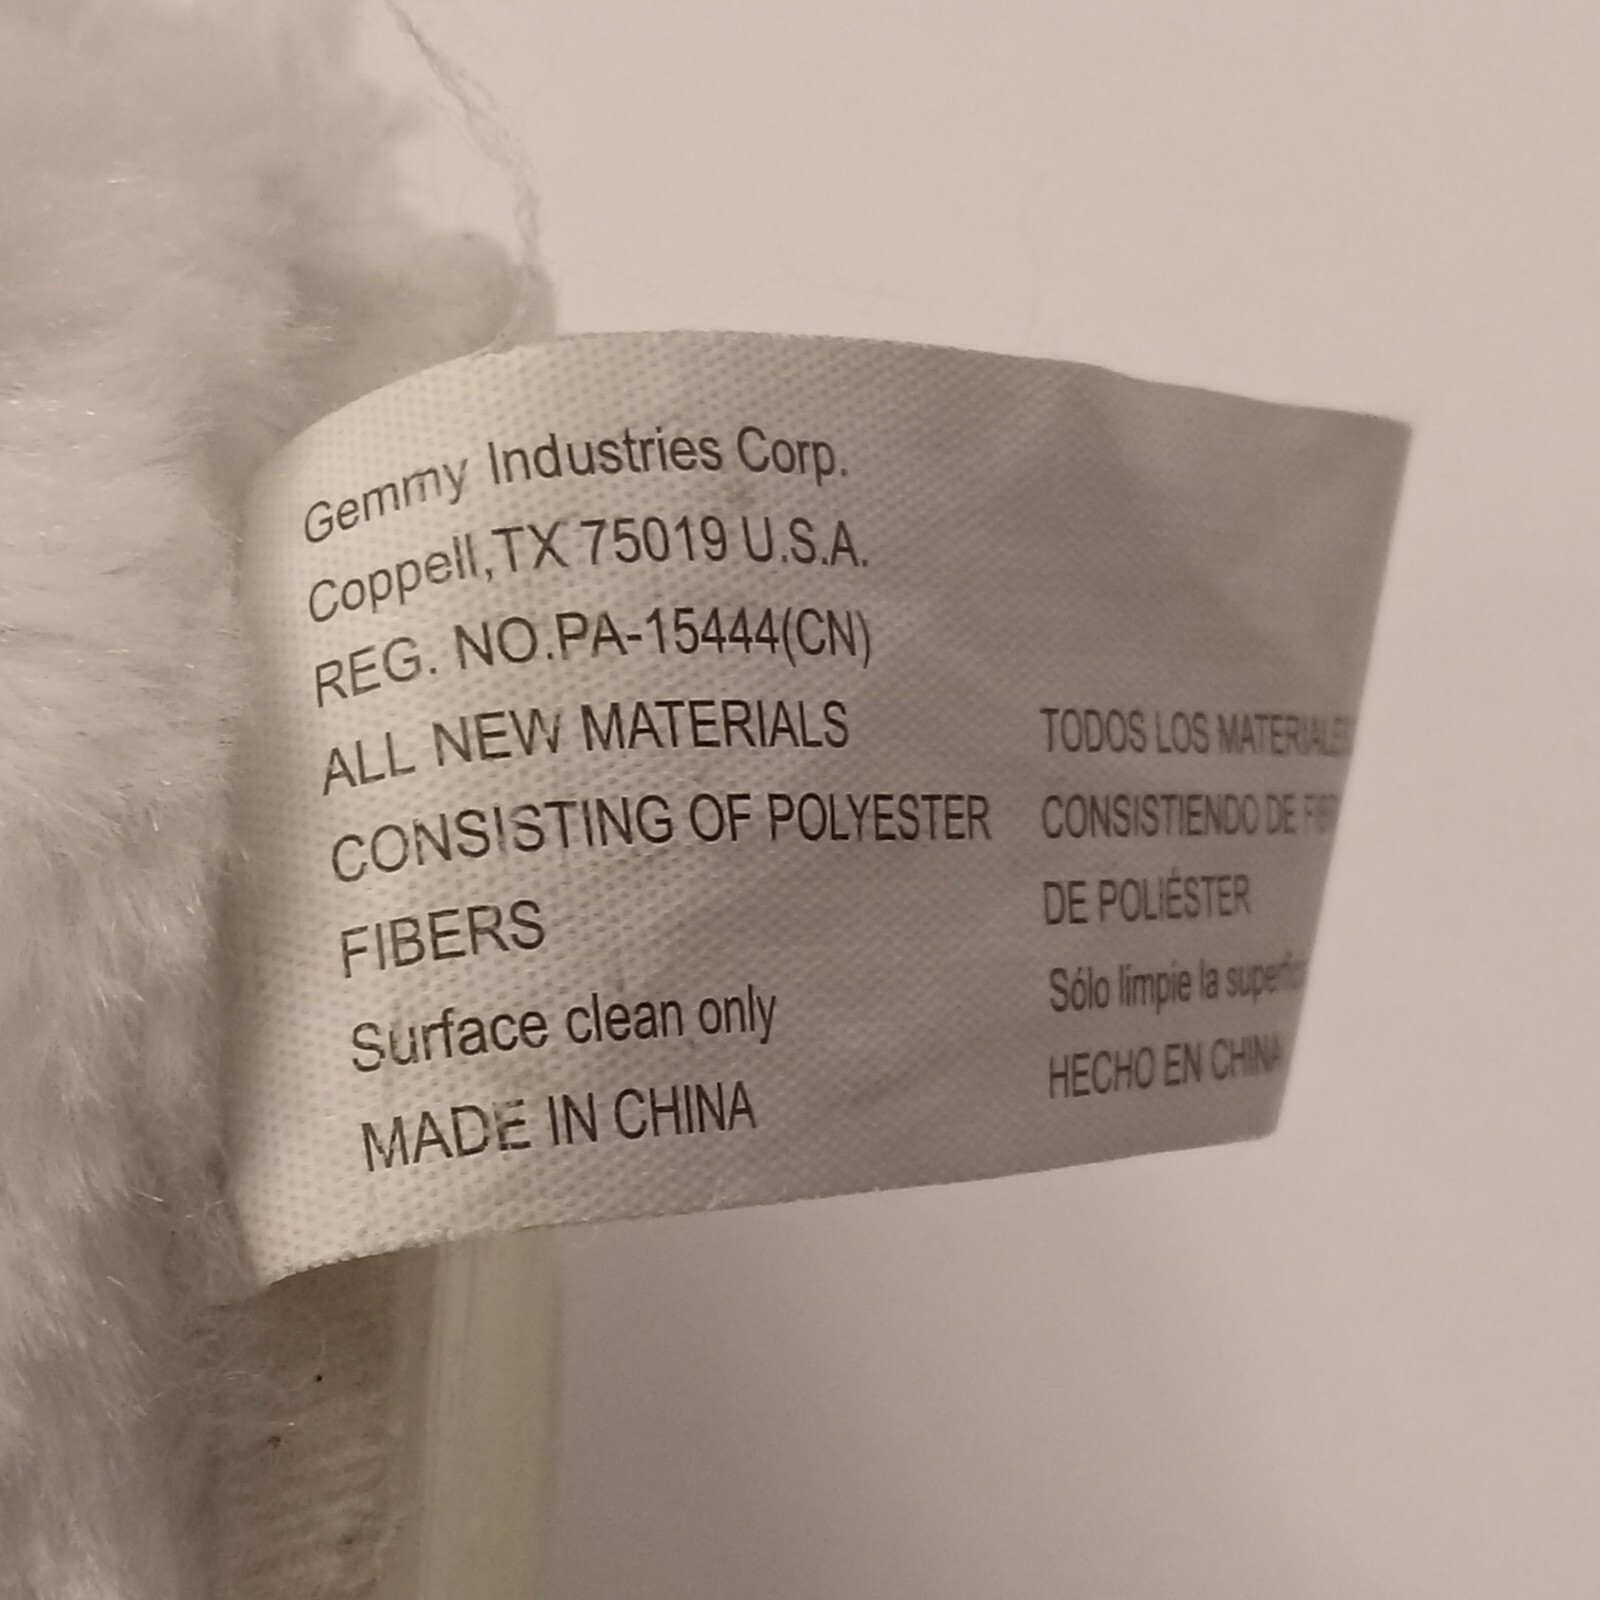 Gemmy Industries Corp.
Coppell,TX 75019 U.S.A.
REG. NO.PA-15444(CN)
ALL NEW MATERIALS
CONSISTING OF POLYESTER
FIBERS
Surface clean only
MADE IN CHINA
TODOS LOS
CONSISTIENDO DE
DE POLIÉSTER
Sólo limpie la
HECHO EN CHINA